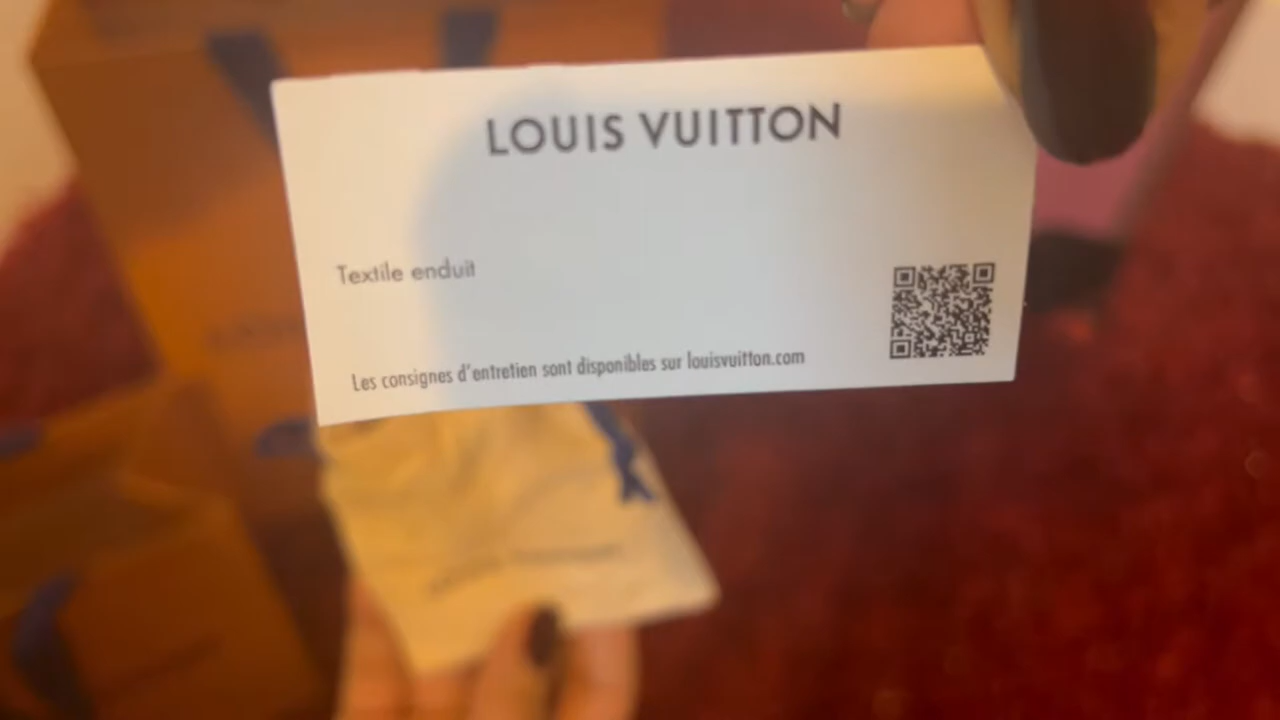 LOUIS VUITTON
Textile enduit
Les consignes d'entretien sont disponibles sur louisvuitton.com